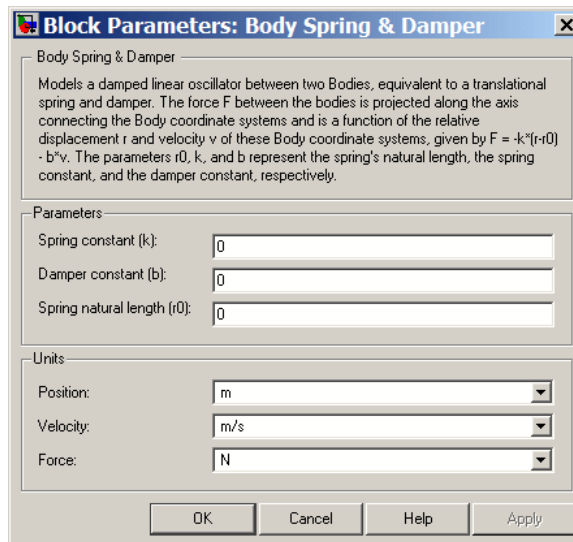 Block Parameters: Body Spring & Damper
Body Spring & Damper
Models a damped linear oscillator between two Bodies, equivalent to a translational
spring and damper. The force F between the bodies is projected along the axis
connecting the Body coordinate systems and is a function of the relative
displacement r and velocity v of these Body coordinate systems, given by F = -k*(r-r0)
- b*v. The parameters r0, k, and b represent the spring's natural length, the spring
constant, and the damper constant, respectively.
Parameters
Spring constant (k): 0
Damper constant (b): 0
Spring natural length (r0): 0
Units
Position: m
Velocity: m/s
Force: N
OK Cancel Help Apply